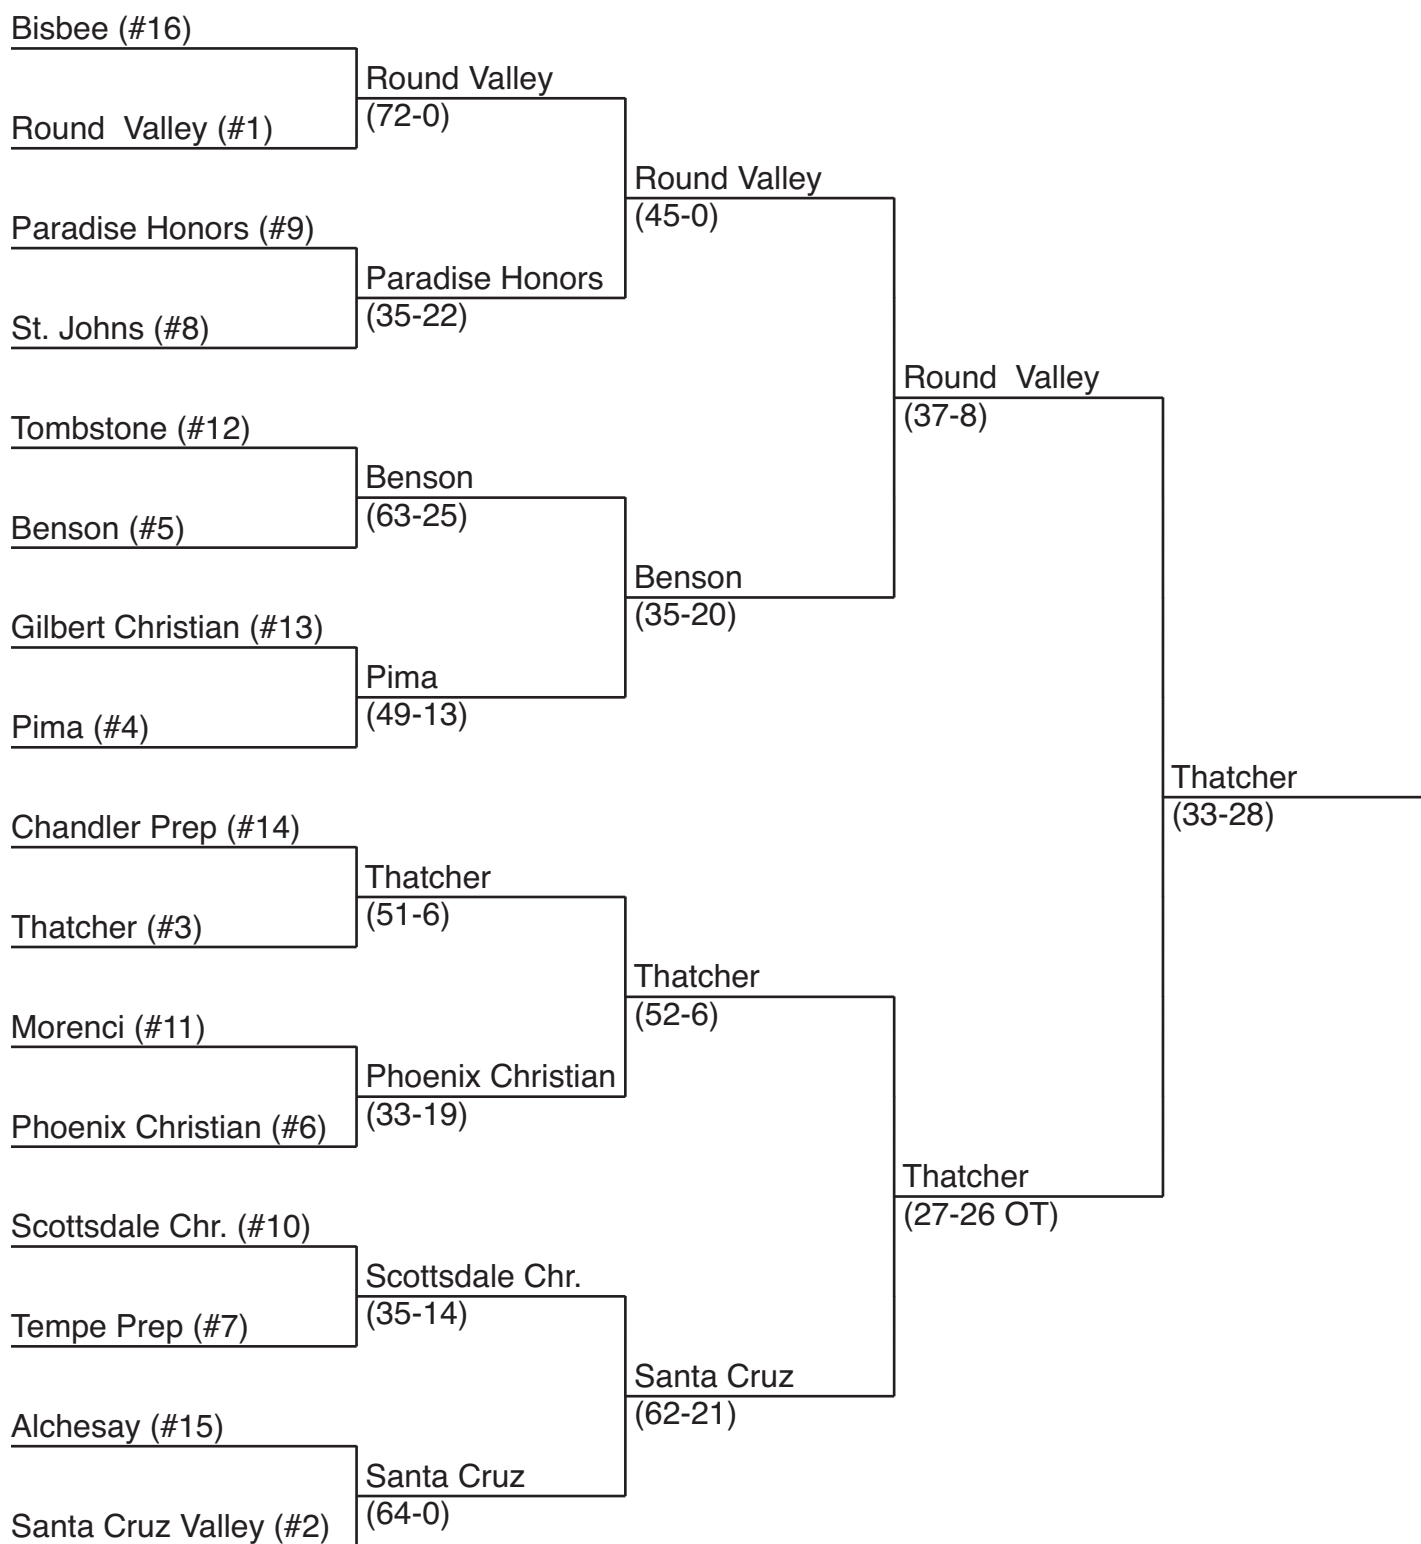 Bisbee (#16)
Round Valley
(72-0)
Round  Valley (#1)
Round Valley
(45-0)
Paradise Honors (#9)
Paradise Honors
(35-22)
St. Johns (#8)
Round  Valley
(37-8)
Tombstone (#12)
Benson
(63-25)
Benson (#5)
Benson
(35-20)
Gilbert Christian (#13)
Pima
(49-13)
Pima (#4)
Thatcher
(33-28)
Chandler Prep (#14)
Thatcher
(51-6)
Thatcher (#3)
Thatcher
(52-6)
Morenci (#11)
Phoenix Christian
(33-19)
Phoenix Christian (#6)
Thatcher
(27-26 OT)
Scottsdale Chr. (#10)
Scottsdale Chr.
(35-14)
Tempe Prep (#7)
Santa Cruz
(62-21)
Alchesay (#15)
Santa Cruz
(64-0)
Santa Cruz Valley (#2)